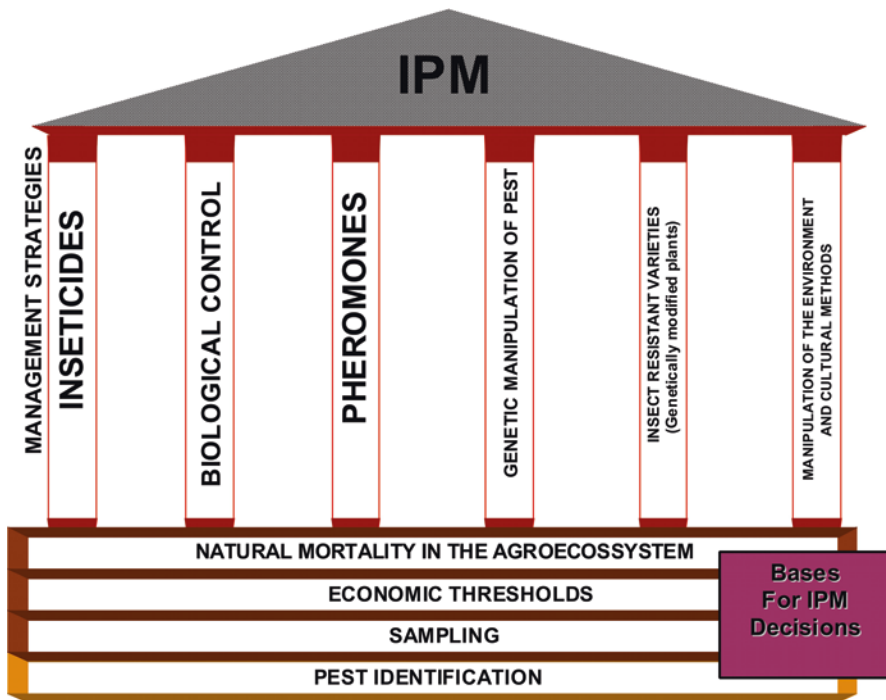 IPM
MANAGEMENT STRATEGIES
INSETICIDES
BIOLOGICAL CONTROL
PHEROMONES
GENETIC MANIPULATION OF PEST
INSECT RESISTANT VARIETIES
(Genetically modified plants)
MANIPULATION OF THE ENVIRONMENT
AND CULTURAL METHODS
NATURAL MORTALITY IN THE AGROECOSSYSTEM
ECONOMIC THRESHOLDS
SAMPLING
PEST IDENTIFICATION
Bases
For IPM
Decisions